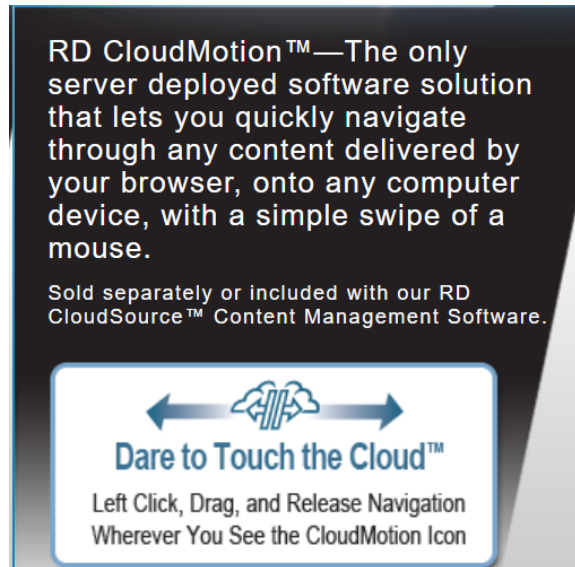 RD CloudMotion™—The only
server deployed software solution
that lets you quickly navigate
through any content delivered by
your browser, onto any computer
device, with a simple swipe of a
mouse.
Sold separately or included with our RD
CloudSource™ Content Management Software.
Dare to Touch the Cloud™
Left Click, Drag, and Release Navigation
Wherever You See the CloudMotion Icon